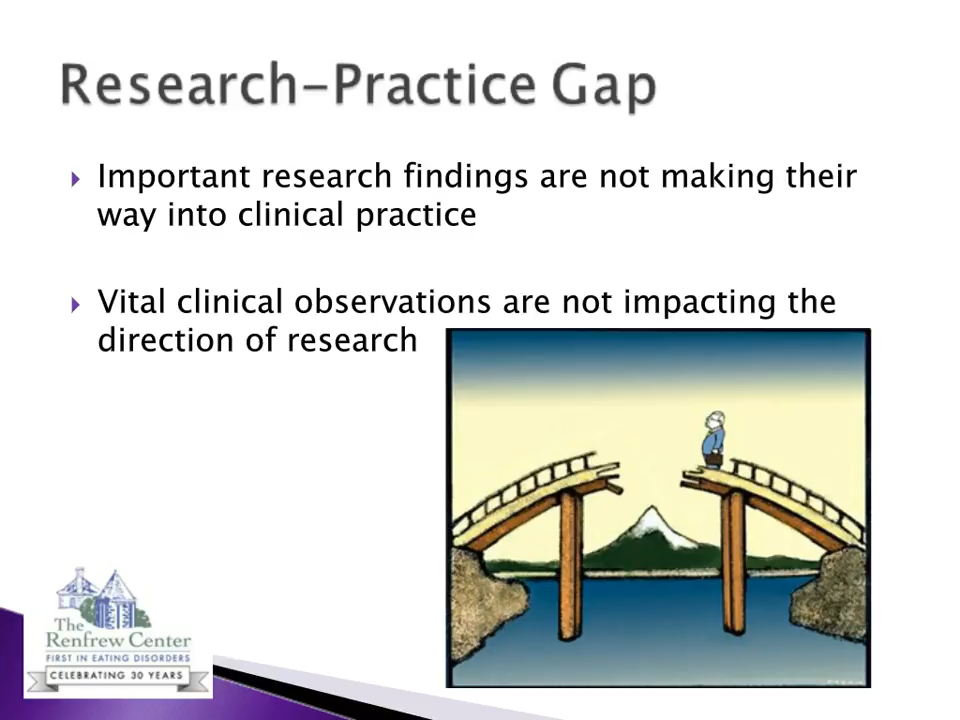 Research-Practice Gap
Important research findings are not making their
way into clinical practice
Vital clinical observations are not impacting the
direction of research
The
Renfrew Center
FIRST IN EATING DISORDERS
CELEBRATING 30 YEARS